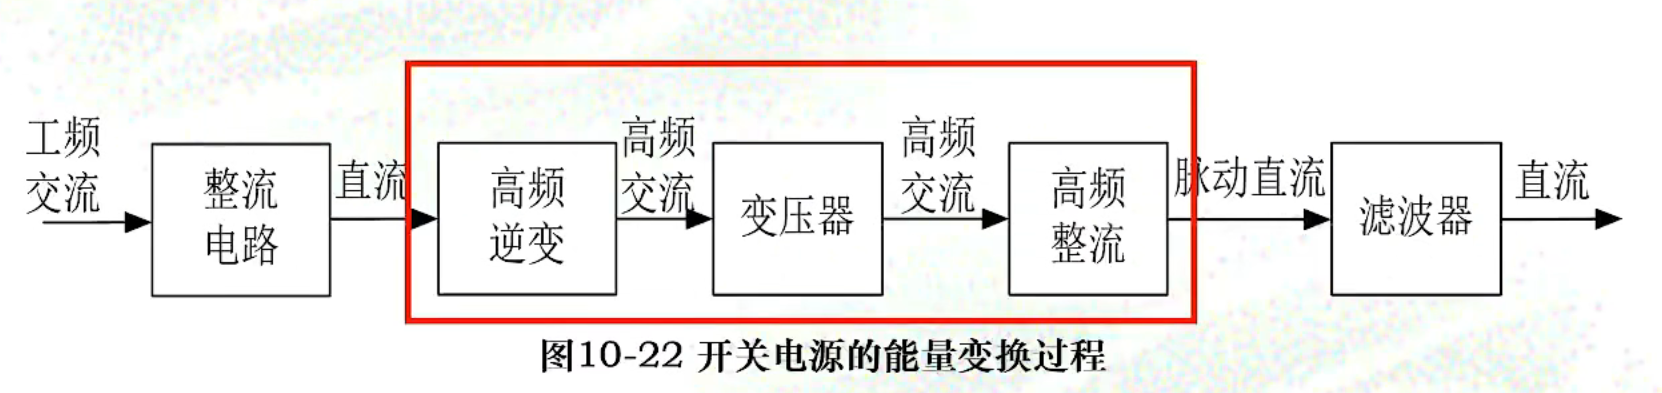 工频
交流
整流
电路
直流
高频
逆变
高频
交流
变压器
高频
交流
高频
整流
脉动直流
滤波器
直流
图10-22 开关电源的能量变换过程